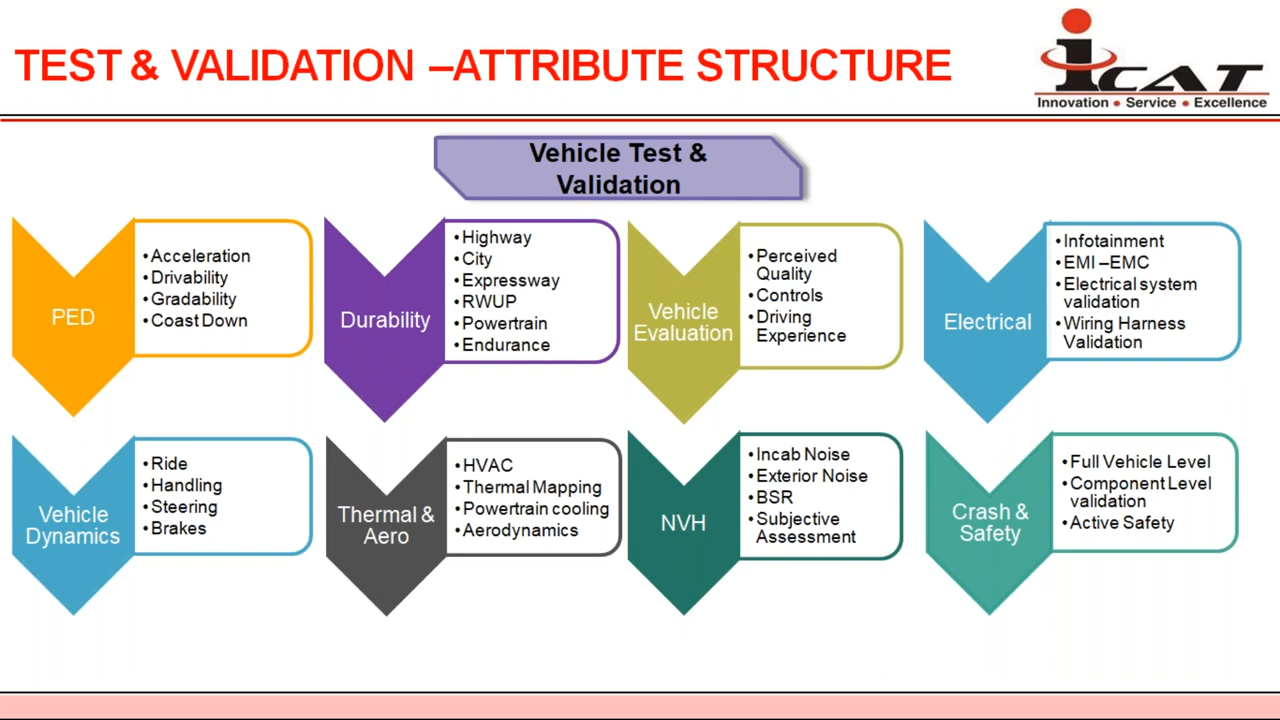 TEST & VALIDATION –ATTRIBUTE STRUCTURE
iCAT
Innovation • Service • Excellence
Vehicle Test &
Validation
PED
•Acceleration
•Drivability
•Gradability
•Coast Down
Durability
•Highway
•City
•Expressway
•RWUP
•Powertrain
•Endurance
Vehicle
Evaluation
•Perceived
Quality
•Controls
•Driving
Experience
Electrical
•Infotainment
•EMI –EMC
•Electrical system
validation
•Wiring Harness
Validation
Vehicle
Dynamics
•Ride
•Handling
•Steering
•Brakes
Thermal &
Aero
•HVAC
•Thermal Mapping
•Powertrain cooling
•Aerodynamics
NVH
•Incab Noise
•Exterior Noise
•BSR
•Subjective
Assessment
Crash &
Safety
•Full Vehicle Level
•Component Level
validation
•Active Safety